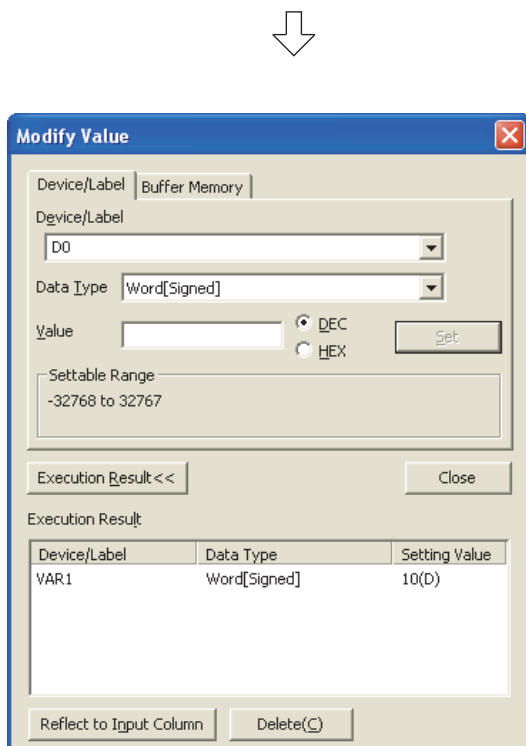 Modify Value
Device/Label Buffer Memory
Device/Label
D0
Data Type Word[Signed]
Value DEC Set
HEX
Settable Range
-32768 to 32767
Execution Result<< Close
Execution Result
Device/Label Data Type Setting Value
VAR1 Word[Signed] 10(D)
Reflect to Input Column Delete(C)